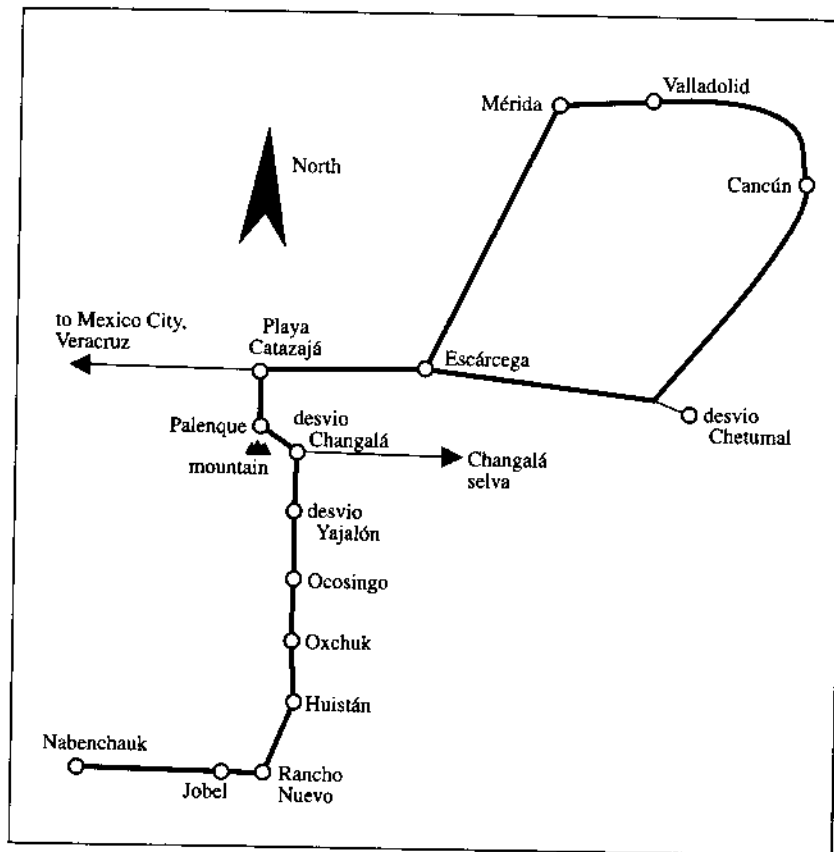 Valladolid
Mérida
North
Cancún
to Mexico City,
Veracruz
Playa
Catazajá
Escárcega
Palenque
desvio
Changalá
desvio
Chetumal
mountain
Changalá
selva
desvio
Yajalón
Ocosingo
Oxchuk
Huistán
Nabenchauk
Jobel
Rancho
Nuevo